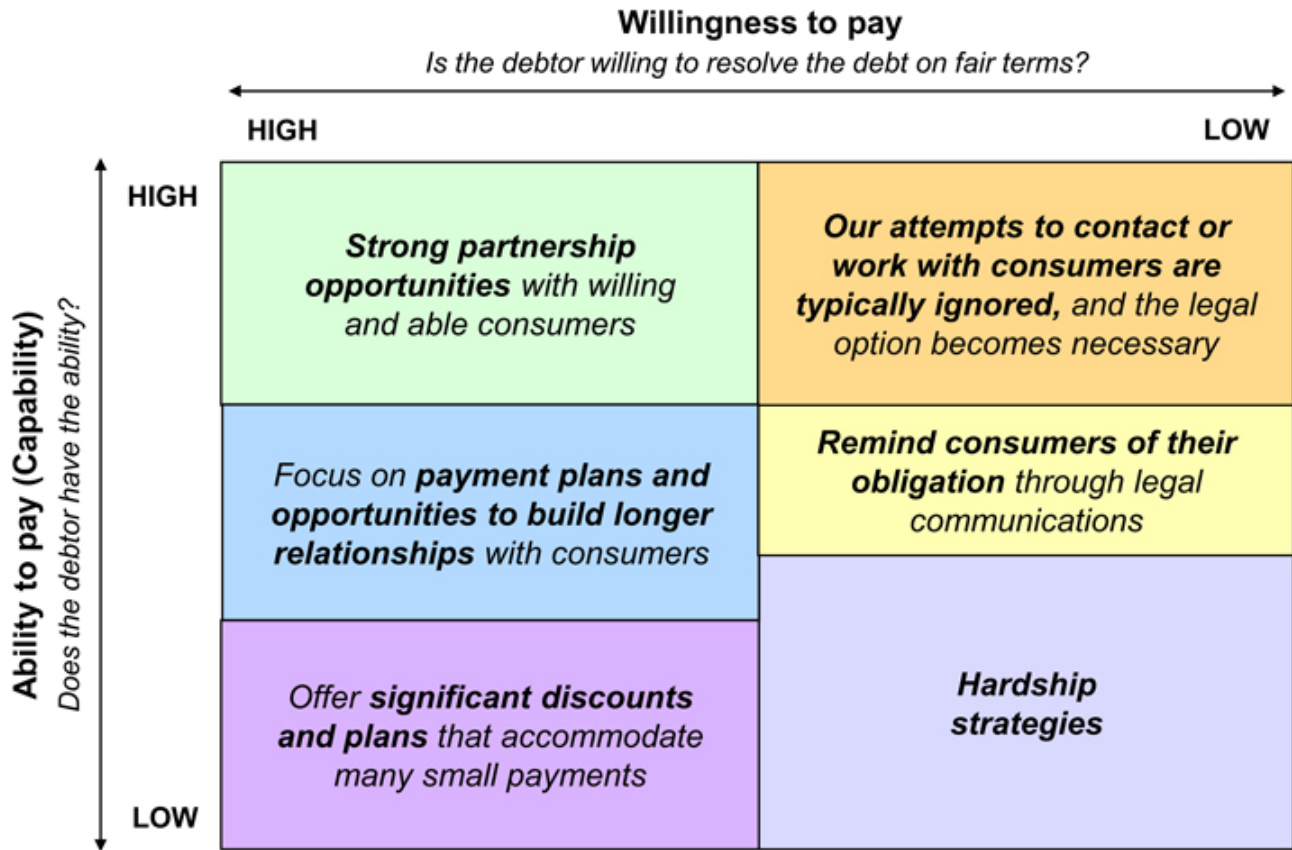 Willingness to pay
Is the debtor willing to resolve the debt on fair terms?
HIGH
LOW
Ability to pay (Capability)
Does the debtor have the ability?
HIGH
LOW
Strong partnership
opportunities with willing
and able consumers
Our attempts to contact or
work with consumers are
typically ignored, and the legal
option becomes necessary
Focus on payment plans and
opportunities to build longer
relationships with consumers
Remind consumers of their
obligation through legal
communications
Offer significant discounts
and plans that accommodate
many small payments
Hardship
strategies